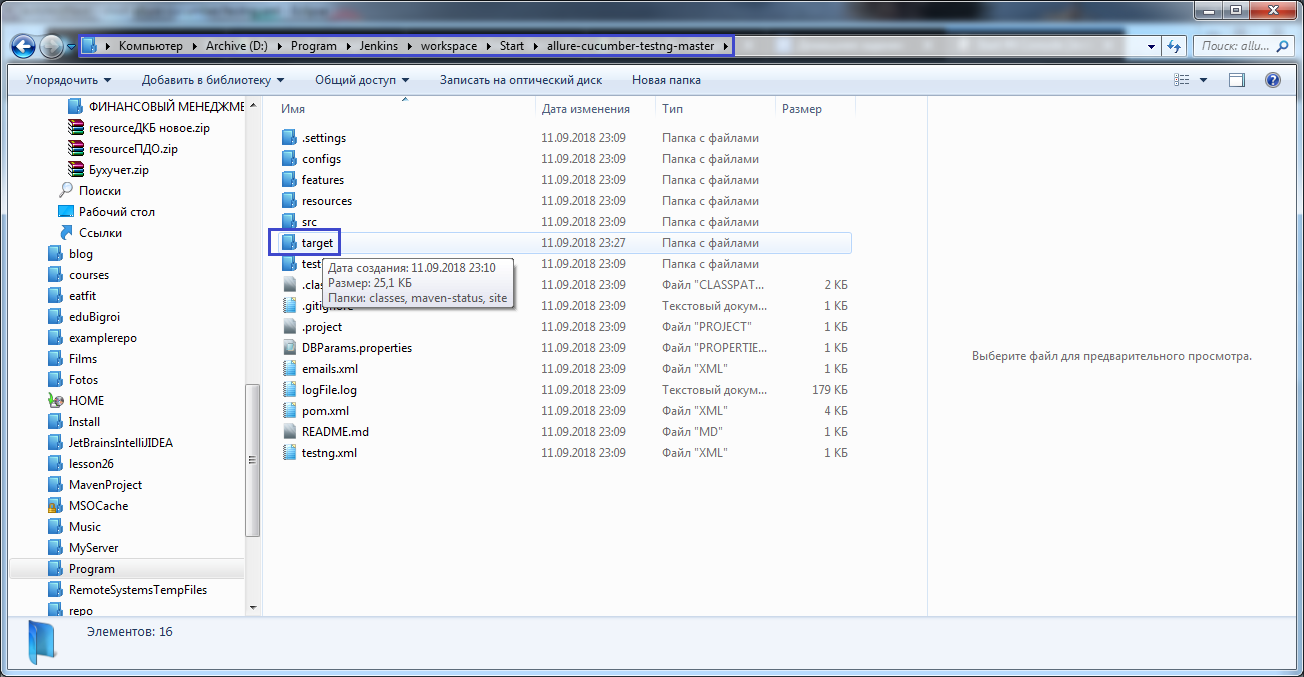 Компьютер Archive (D:) Program Jenkins workspace Start allure-cucumber-testng-master
Поиск: allu...
Упорядочить Добавить в библиотеку Общий доступ Записать на оптический диск Новая папка
ФИНАНСОВЫЙ МЕНЕДЖМЕ
resourceДКБ новое.zip
resourceПДО.zip
Бухучет.zip
Поиски
Рабочий стол
Ссылки
blog
courses
eatfit
eduBigroi
examplerepo
Films
Fotos
HOME
Install
JetBrainsIntelliJIDEA
lesson26
MavenProject
MSOCache
Music
MyServer
Program
RemoteSystemsTempFiles
repo
Имя Дата изменения Тип Размер
.settings 11.09.2018 23:09 Папка с файлами
configs 11.09.2018 23:09 Папка с файлами
features 11.09.2018 23:09 Папка с файлами
resources 11.09.2018 23:09 Папка с файлами
src 11.09.2018 23:09 Папка с файлами
target 11.09.2018 23:27 Папка с файлами
test 11.09.2018 23:09 Папка с файлами
.clas 11.09.2018 23:09 Файл "CLASSPAT... 2 КБ
.gitignore 11.09.2018 23:09 Текстовый докум... 1 КБ
.project 11.09.2018 23:09 Файл "PROJECT" 1 КБ
DBParams.properties 11.09.2018 23:09 Файл "PROPERTIE... 1 КБ
emails.xml 11.09.2018 23:09 Файл "XML" 1 КБ
logFile.log 11.09.2018 23:09 Текстовый докум... 179 КБ
pom.xml 11.09.2018 23:09 Файл "XML" 4 КБ
README.md 11.09.2018 23:09 Файл "MD" 1 КБ
testng.xml 11.09.2018 23:09 Файл "XML" 1 КБ
Дата создания: 11.09.2018 23:10
Размер: 25,1 КБ
Папки: classes, maven-status, site
Выберите файл для предварительного просмотра.
Элементов: 16